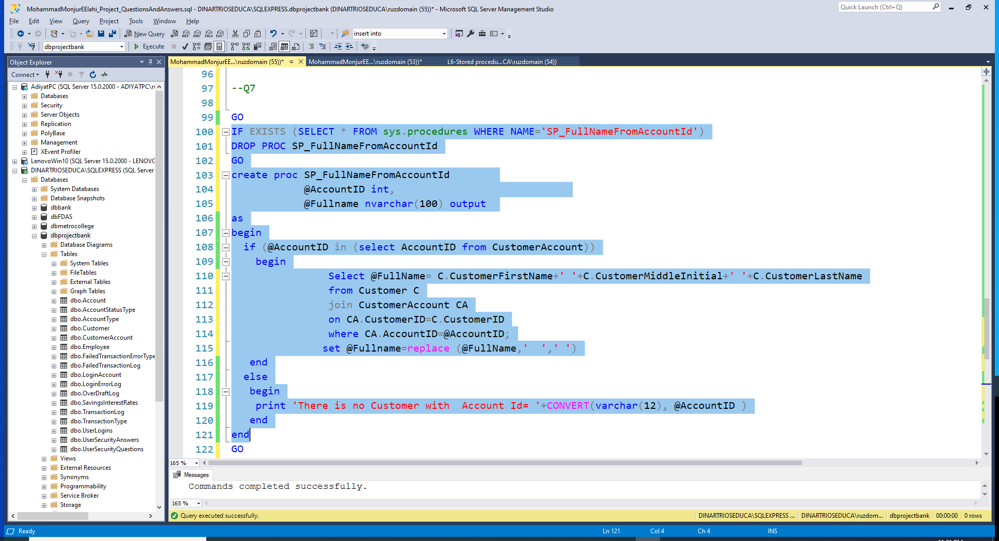 MohammadMonjurEElahi_Project_QuestionsAndAnswers.sql - DINARTRIOSEDUCA\SQLEXPRESS.dbprojectbank (DINARTRIOSEDUCA\ruzdomain (55))* - Microsoft SQL Server Management Studio
Quick Launch (Ctrl+Q)
File Edit View Query Project Tools Window Help
New Query
MDX DMX XMLA DAX
insert into
dbprojectbank
Execute
Object Explorer
Connect
AdiyatPC (SQL Server 15.0.2000 - ADIYATPC\ru
Databases
Security
Server Objects
Replication
PolyBase
Management
XEvent Profiler
LenovoWin10 (SQL Server 15.0.2000 - LENOVO
DINARTRIOSEDUCA\SQLEXPRESS (SQL Server
Databases
System Databases
Database Snapshots
dbbank
dbFDAS
dbmetrocollege
dbprojectbank
Database Diagrams
Tables
System Tables
FileTables
External Tables
Graph Tables
dbo.Account
dbo.AccountStatusType
dbo.AccountType
dbo.Customer
dbo.CustomerAccount
dbo.Employee
dbo.FailedTransactionErrorType
dbo.FailedTransactionLog
dbo.LoginAccount
dbo.LoginErrorLog
dbo.OverDraftLog
dbo.SavingsInterestRates
dbo.TransactionLog
dbo.TransactionType
dbo.UserLogins
dbo.UserSecurityAnswers
dbo.UserSecurityQuestions
Views
External Resources
Synonyms
Programmability
Service Broker
Storage
MohammadMonjurEE...\ruzdomain (55))* MohammadMonjurEE...\ruzdomain (53))* L6-Stored procedu...CA\ruzdomain (54))
96
97 --Q7
98
99 GO
100 IF EXISTS (SELECT * FROM sys.procedures WHERE NAME='SP_FullNameFromAccountId')
101 DROP PROC SP_FullNameFromAccountId
102 GO
103 create proc SP_FullNameFromAccountId
104 @AccountID int,
105 @Fullname nvarchar(100) output
106 as
107 begin
108 if (@AccountID in (select AccountID from CustomerAccount))
109 begin
110 Select @FullName= C.CustomerFirstName+' '+C.CustomerMiddleInitial+' '+C.CustomerLastName
111 from Customer C
112 join CustomerAccount CA
113 on CA.CustomerID=C.CustomerID
114 where CA.AccountID=@AccountID;
115 set @Fullname=replace (@FullName,'  ',' ')
116 end
117 else
118 begin
119 print 'There is no Customer with  Account Id= '+CONVERT(varchar(12), @AccountID )
120 end
121 end
122 GO
165 %
Messages
Commands completed successfully.
165 %
Query executed successfully. DINARTRIOSEDUCA\SQLEXPRESS ... DINARTRIOSEDUCA\ruzdom... dbprojectbank 00:00:00 0 rows
Ready Ln 121 Col 4 Ch 4 INS